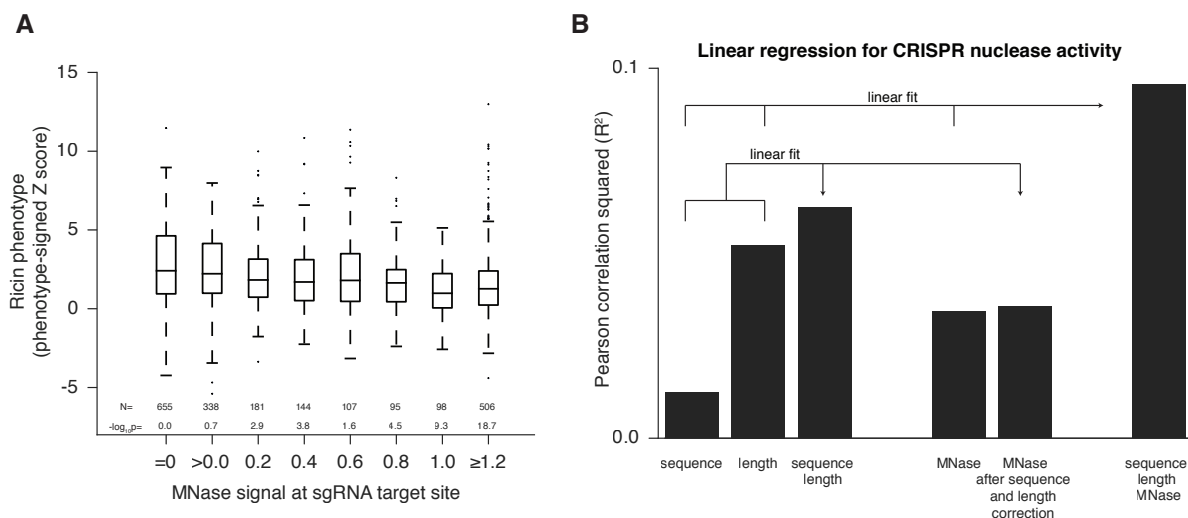 A
15
10
5
0
-5
Ricin phenotype
(phenotype-signed Z score)
N= 655 338 181 144 107 95 98 506
-log₁₀p= 0.0 0.7 2.9 3.8 1.6 4.5 9.3 18.7
=0 >0.0 0.2 0.4 0.6 0.8 1.0 ≥1.2
MNase signal at sgRNA target site
B
Linear regression for CRISPR nuclease activity
0.1
0.0
Pearson correlation squared (R²)
linear fit
linear fit
sequence
length
sequence
length
MNase
MNase
after sequence
and length
correction
sequence
length
MNase